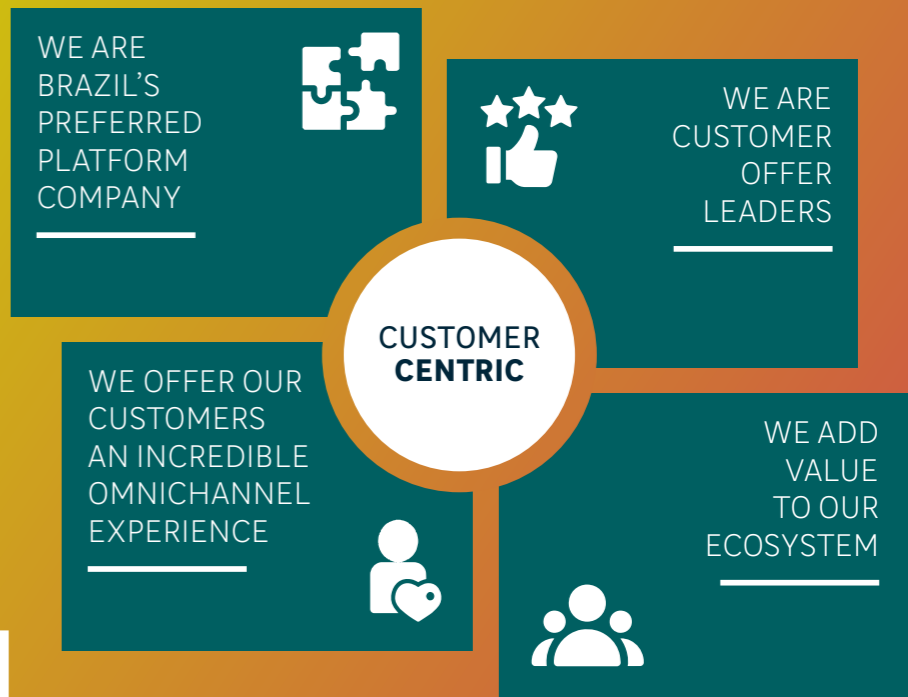 WE ARE
BRAZIL'S
PREFERRED
PLATFORM
COMPANY
WE ARE
CUSTOMER
OFFER
LEADERS
CUSTOMER
CENTRIC
WE OFFER OUR
CUSTOMERS
AN INCREDIBLE
OMNICHANNEL
EXPERIENCE
WE ADD
VALUE
TO OUR
ECOSYSTEM